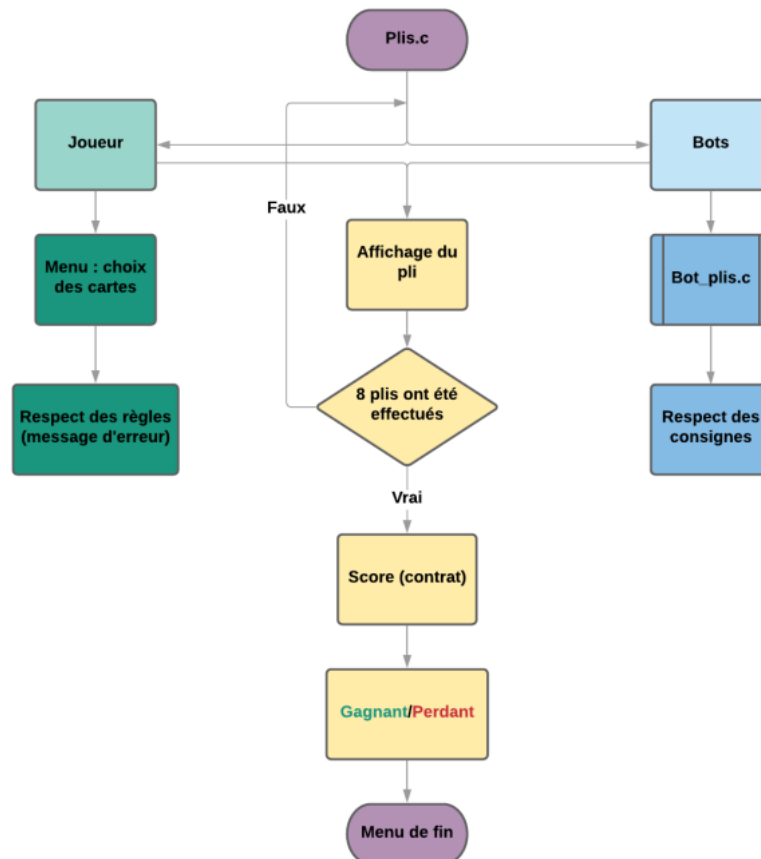 Plis.c
Joueur
Bots
Faux
Menu : choix
des cartes
Affichage du
pli
Bot_plis.c
Respect des règles
(message d'erreur)
8 plis ont été
effectués
Respect des
consignes
Vrai
Score (contrat)
Gagnant/Perdant
Menu de fin